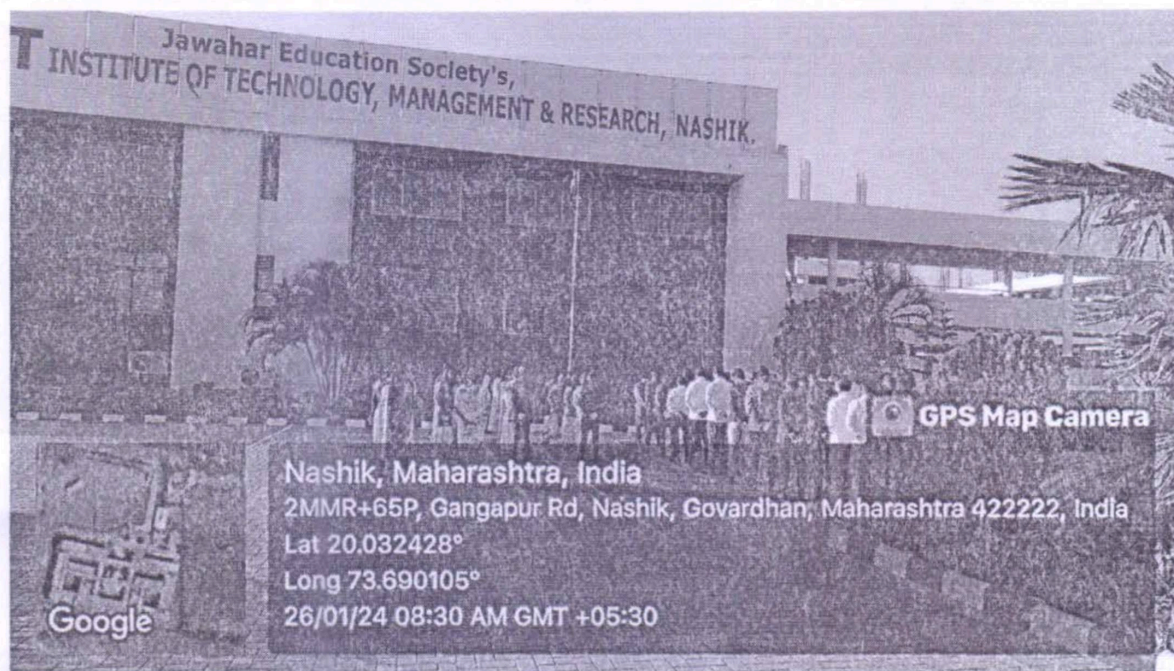 Jawahar Education Society's,
T INSTITUTE OF TECHNOLOGY, MANAGEMENT & RESEARCH, NASHIK.
GPS Map Camera
Nashik, Maharashtra, India
2MMR+65P, Gangapur Rd, Nashik, Govardhan, Maharashtra 422222, India
Lat 20.032428°
Long 73.690105°
26/01/24 08:30 AM GMT +05:30
Google